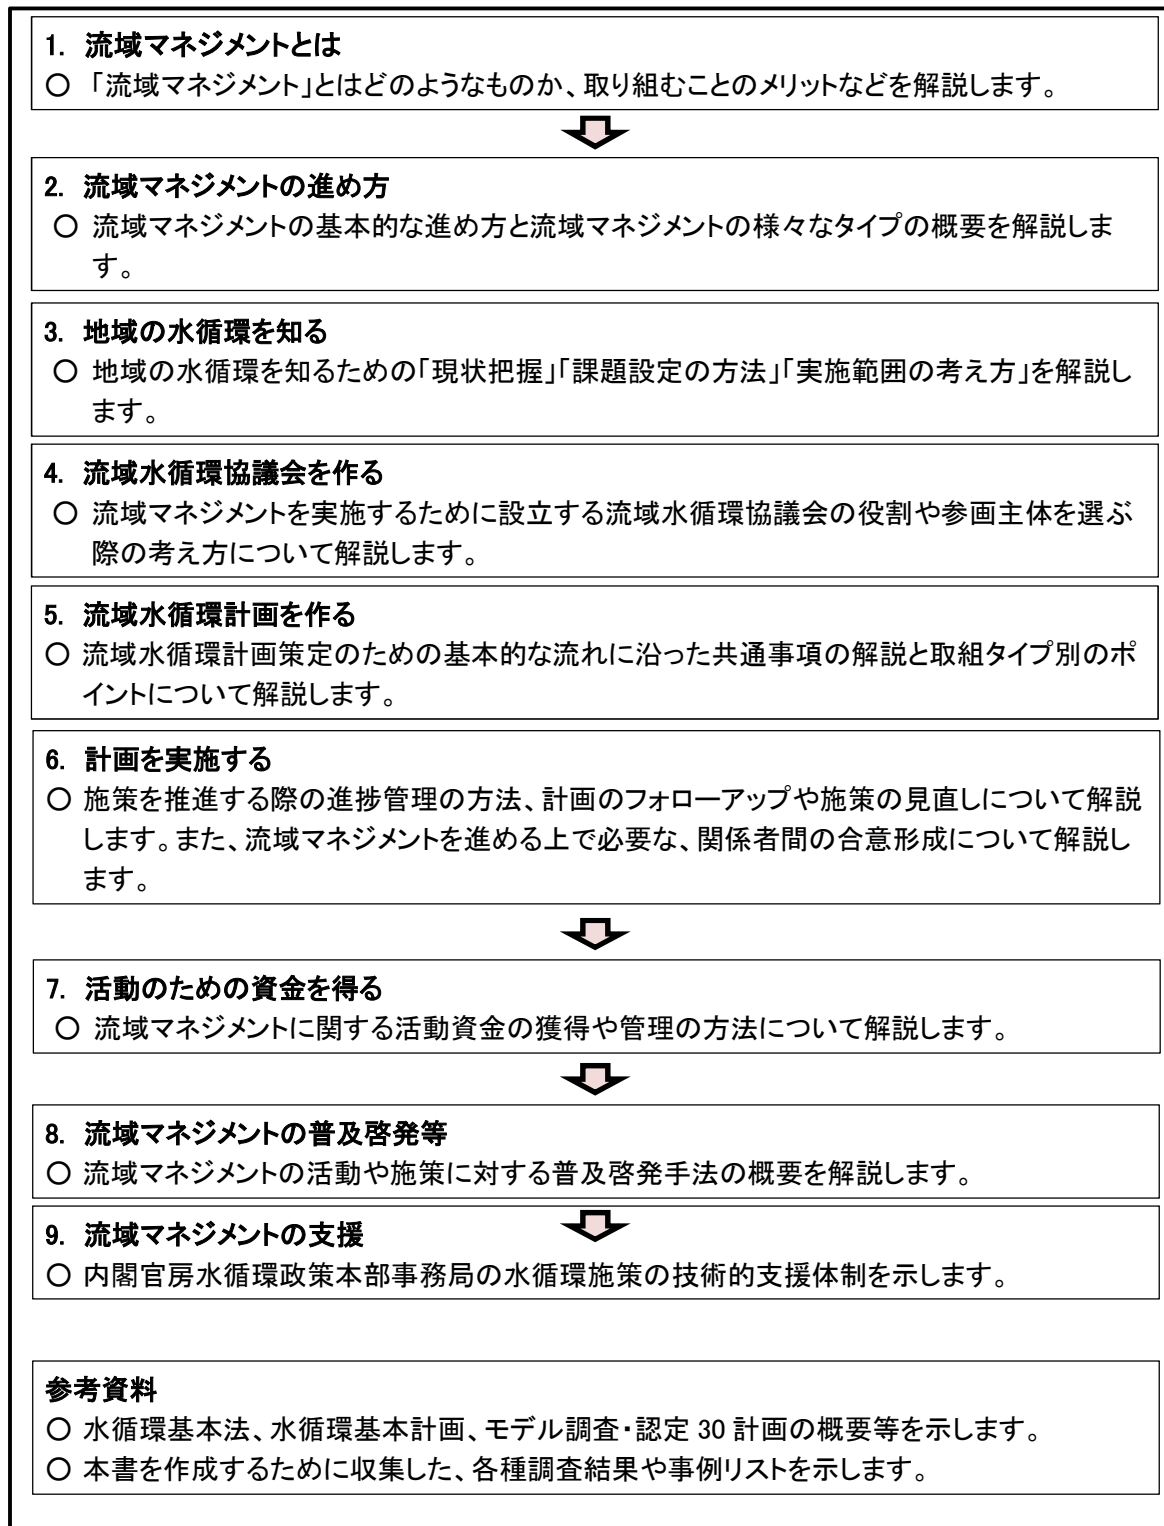 1. 流域マネジメントとは
○ 「流域マネジメント」とはどのようなものか、取り組むことのメリットなどを解説します。
2. 流域マネジメントの進め方
○ 流域マネジメントの基本的な進め方と流域マネジメントの様々なタイプの概要を解説しま
す。
3. 地域の水循環を知る
○ 地域の水循環を知るための「現状把握」「課題設定の方法」「実施範囲の考え方」を解説し
ます。
4. 流域水循環協議会を作る
○ 流域マネジメントを実施するために設立する流域水循環協議会の役割や参画主体を選ぶ
際の考え方について解説します。
5. 流域水循環計画を作る
○ 流域水循環計画策定のための基本的な流れに沿った共通事項の解説と取組タイプ別のポ
イントについて解説します。
6. 計画を実施する
○ 施策を推進する際の進捗管理の方法、計画のフォローアップや施策の見直しについて解説
します。また、流域マネジメントを進める上で必要な、関係者間の合意形成について解説し
ます。
7. 活動のための資金を得る
○ 流域マネジメントに関する活動資金の獲得や管理の方法について解説します。
8. 流域マネジメントの普及啓発等
○ 流域マネジメントの活動や施策に対する普及啓発手法の概要を解説します。
9. 流域マネジメントの支援
○ 内閣官房水循環政策本部事務局の水循環施策の技術的支援体制を示します。
参考資料
○ 水循環基本法、水循環基本計画、モデル調査・認定 30 計画の概要等を示します。
○ 本書を作成するために収集した、各種調査結果や事例リストを示します。